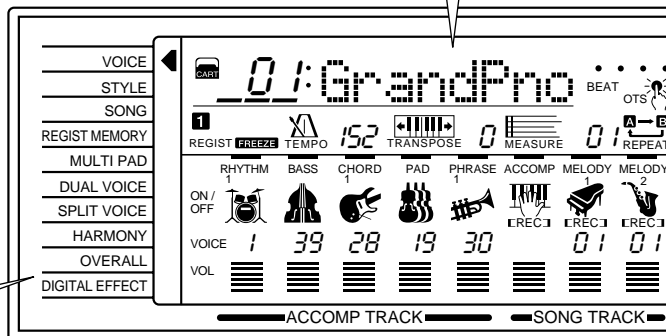 VOICE
STYLE
SONG
REGIST MEMORY
MULTI PAD
DUAL VOICE
SPLIT VOICE
HARMONY
OVERALL
DIGITAL EFFECT
CART
_01:GrandPno
BEAT
OTS
1
REGIST FREEZE TEMPO 152 TRANSPOSE 0 MEASURE 01 REPEAT
A B
RHYTHM 1 BASS CHORD 1 PAD PHRASE 1 ACCOMP MELODY 1 MELODY 2
ON / OFF
REC REC REC
VOICE 1 39 28 19 30 01 01
VOL
ACCOMP TRACK SONG TRACK